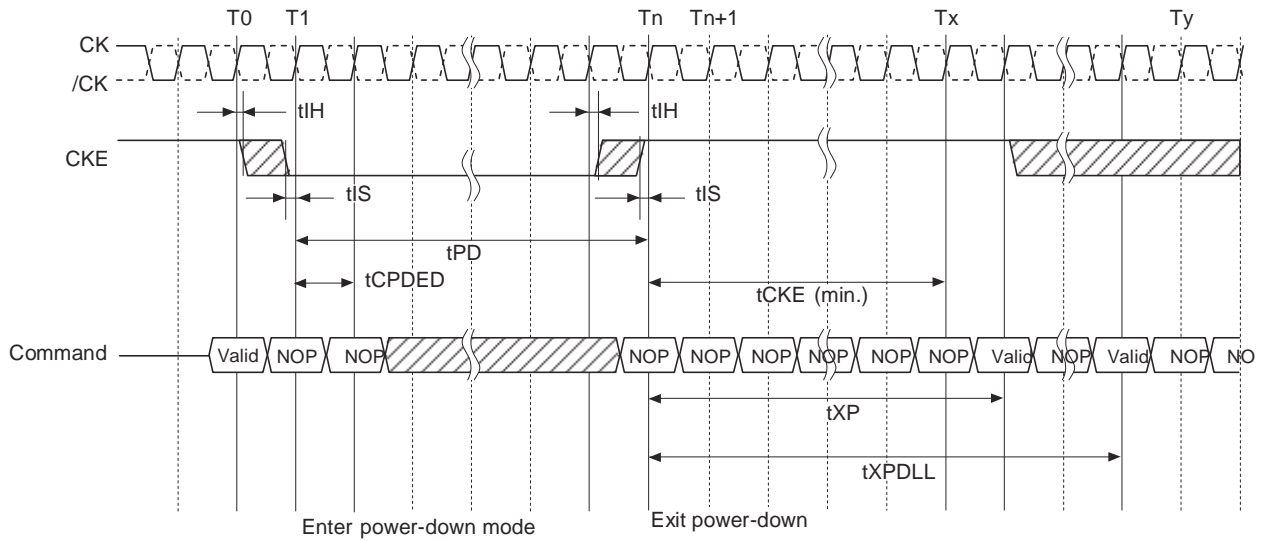 T0 T1 Tn Tn+1 Tx Ty
CK
/CK
tIH tIH
CKE
tIS tIS
tPD
tCPDED
tCKE (min.)
Command Valid NOP NOP NOP NOP NOP NOP NOP NOP Valid NOP Valid NOP NO
tXP
tXPDLL
Enter power-down mode Exit power-down